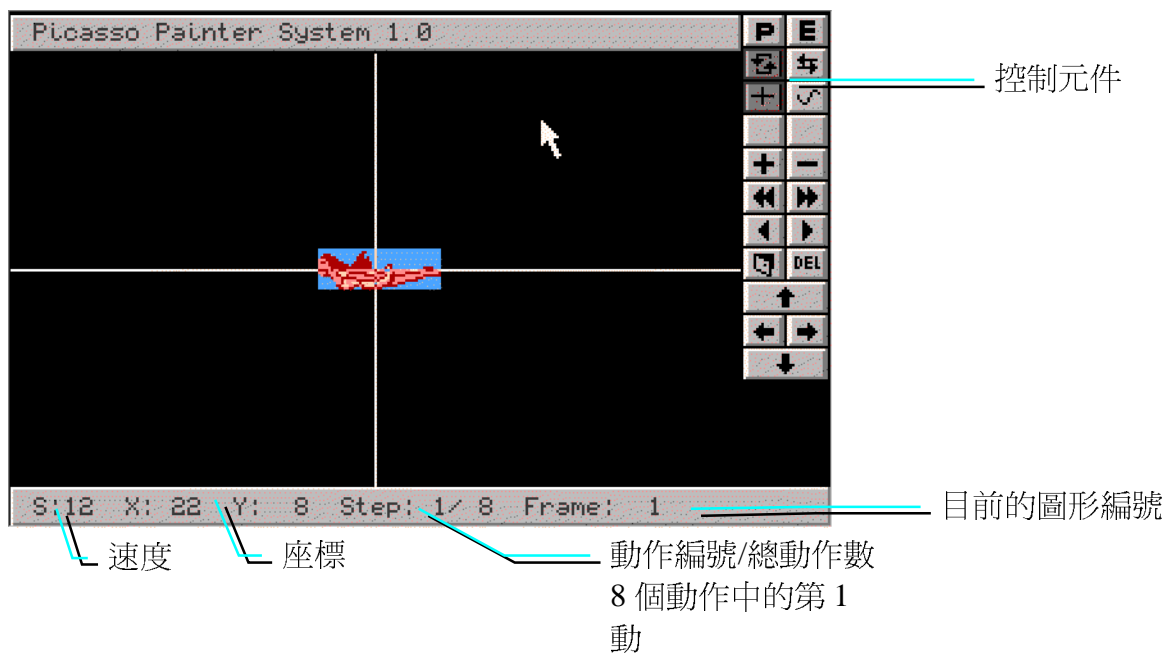 Picasso Painter System 1.0
P E
控制元件
DEL
S:12 X: 22 Y: 8 Step: 1/ 8 Frame: 1
目前的圖形編號
速度
座標
動作編號/總動作數
8 個動作中的第 1
動